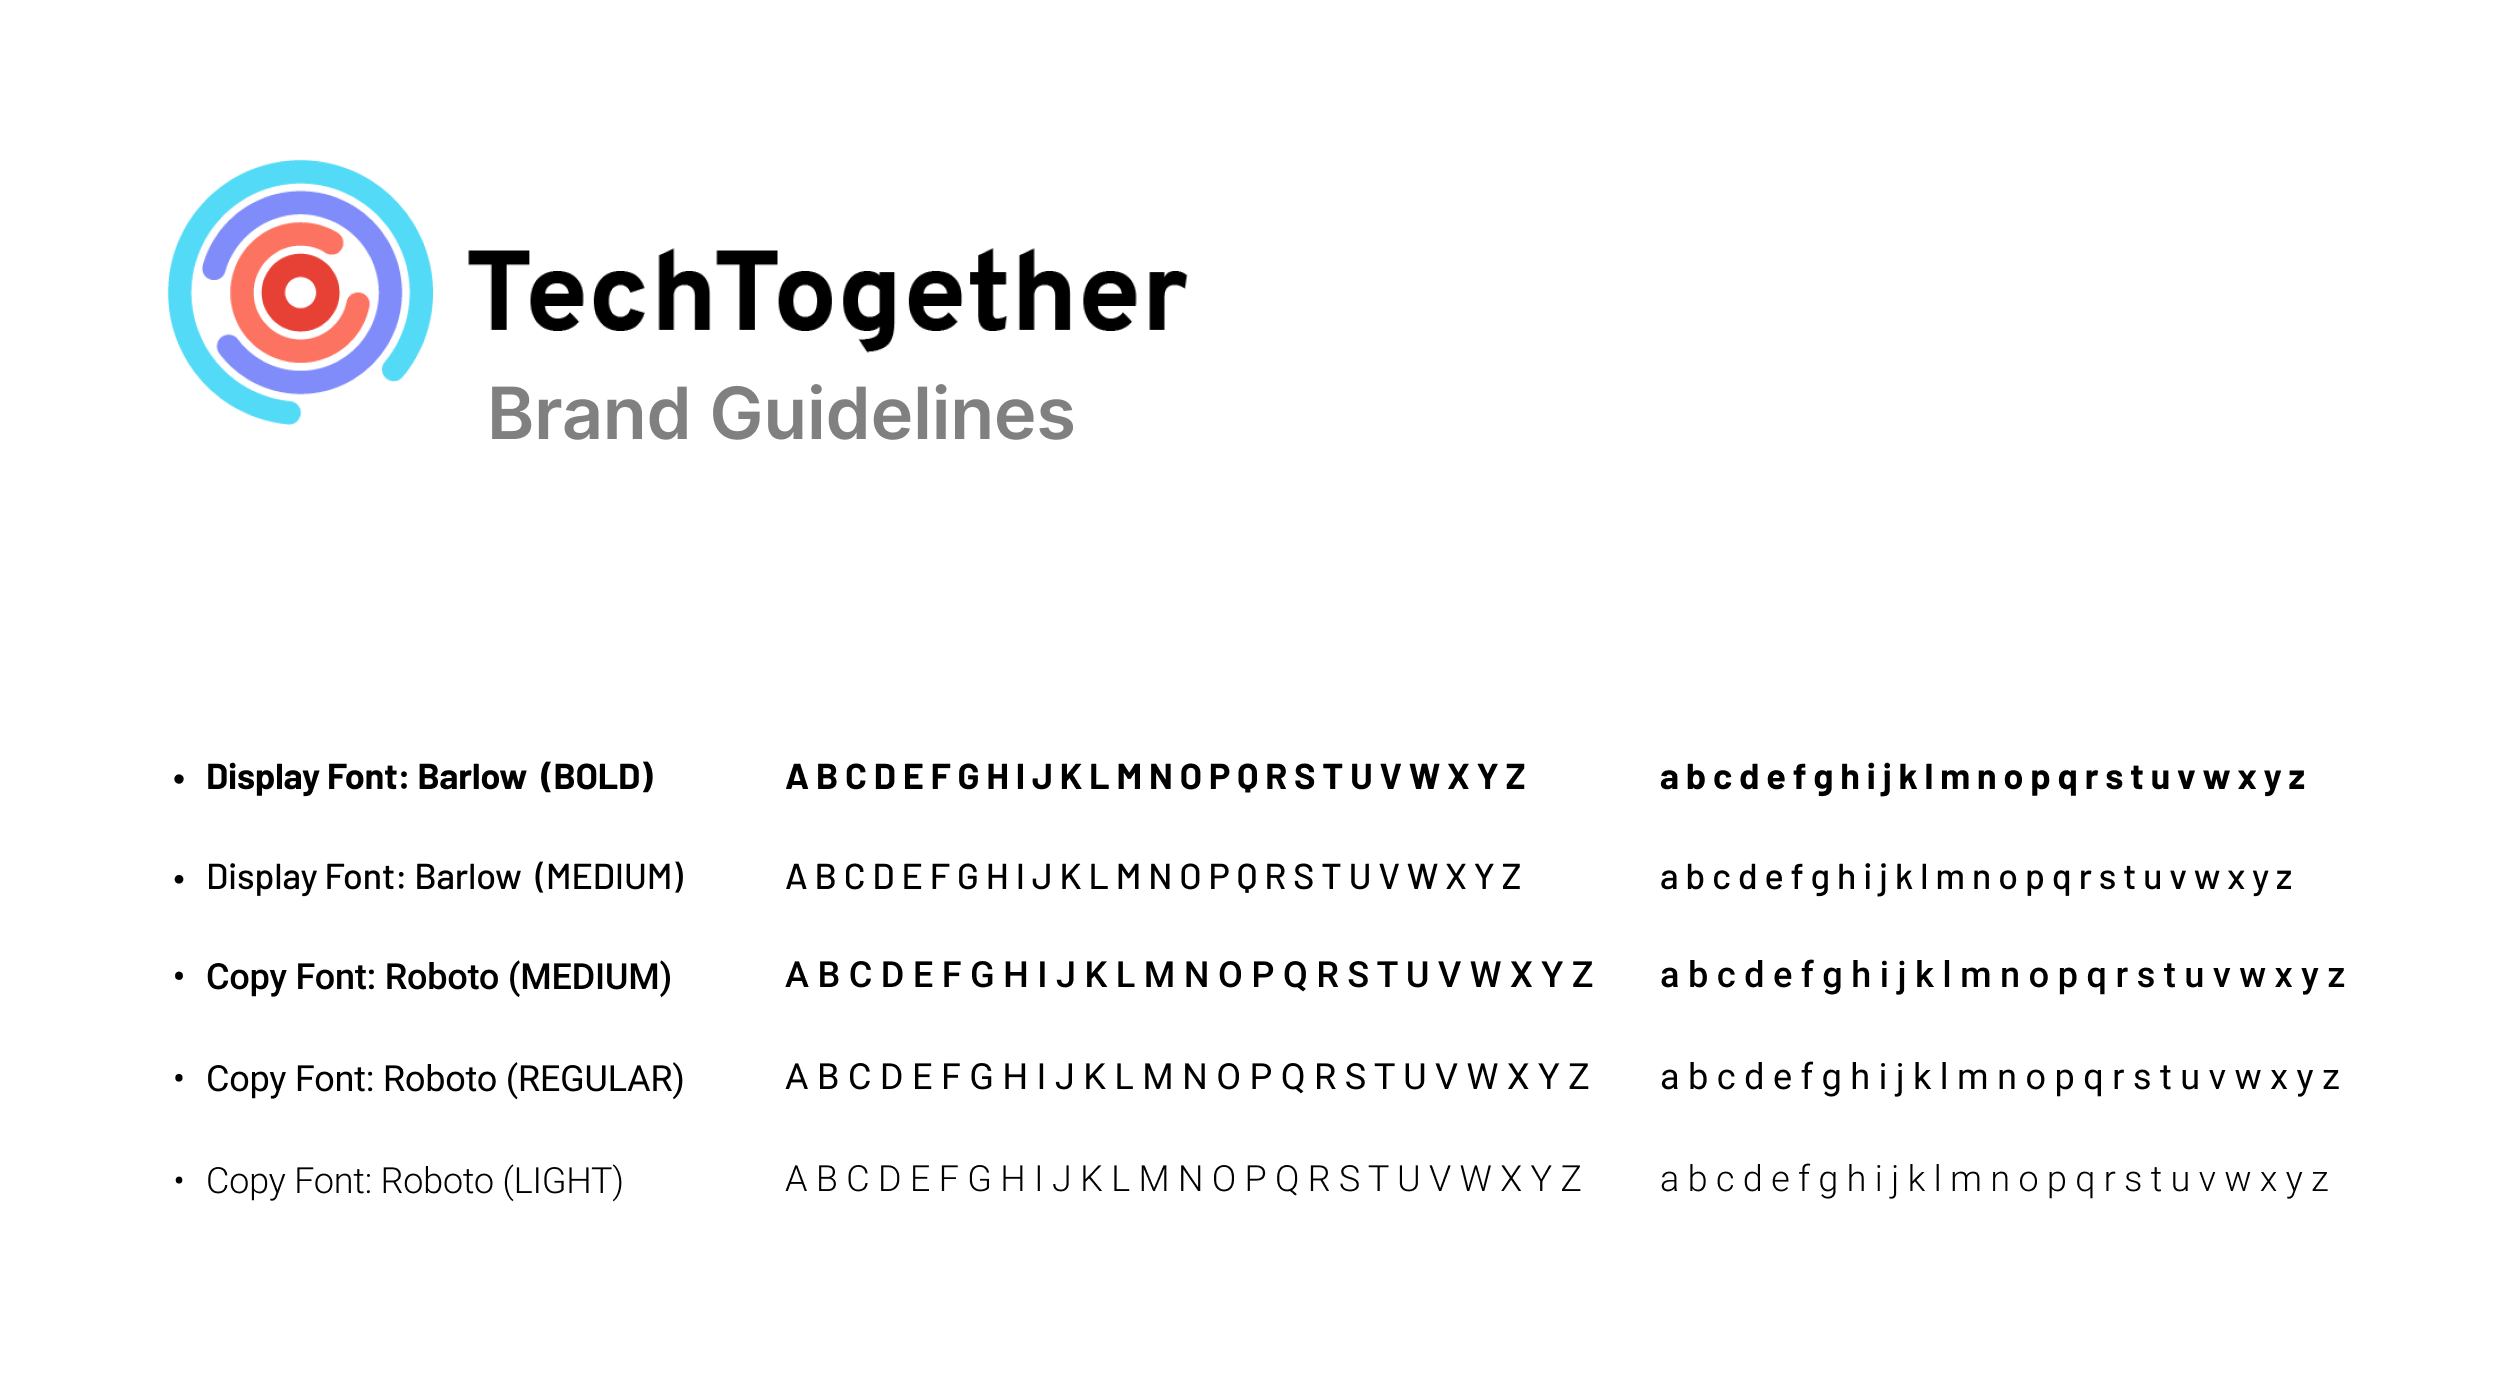 TechTogether
Brand Guidelines
• Display Font: Barlow (BOLD) A B C D E F G H I J K L M N O P Q R S T U V W X Y Z a b c d e f g h i j k l m n o p q r s t u v w x y z
• Display Font: Barlow (MEDIUM) A B C D E F G H I J K L M N O P Q R S T U V W X Y Z a b c d e f g h i j k l m n o p q r s t u v w x y z
• Copy Font: Roboto (MEDIUM) A B C D E F G H I J K L M N O P Q R S T U V W X Y Z a b c d e f g h i j k l m n o p q r s t u v w x y z
• Copy Font: Roboto (REGULAR) A B C D E F G H I J K L M N O P Q R S T U V W X Y Z a b c d e f g h i j k l m n o p q r s t u v w x y z
• Copy Font: Roboto (LIGHT) A B C D E F G H I J K L M N O P Q R S T U V W X Y Z a b c d e f g h i j k l m n o p q r s t u v w x y z